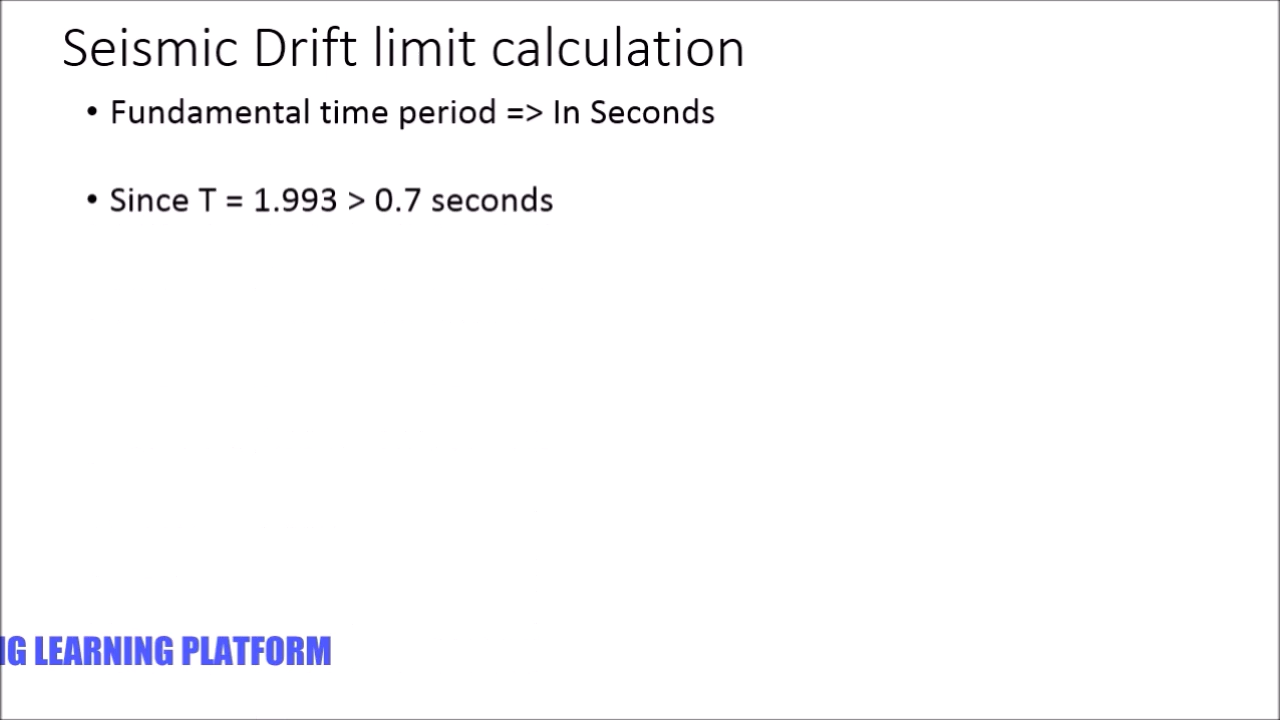 Seismic Drift limit calculation
• Fundamental time period => In Seconds
• Since T = 1.993 > 0.7 seconds
LEARNING PLATFORM